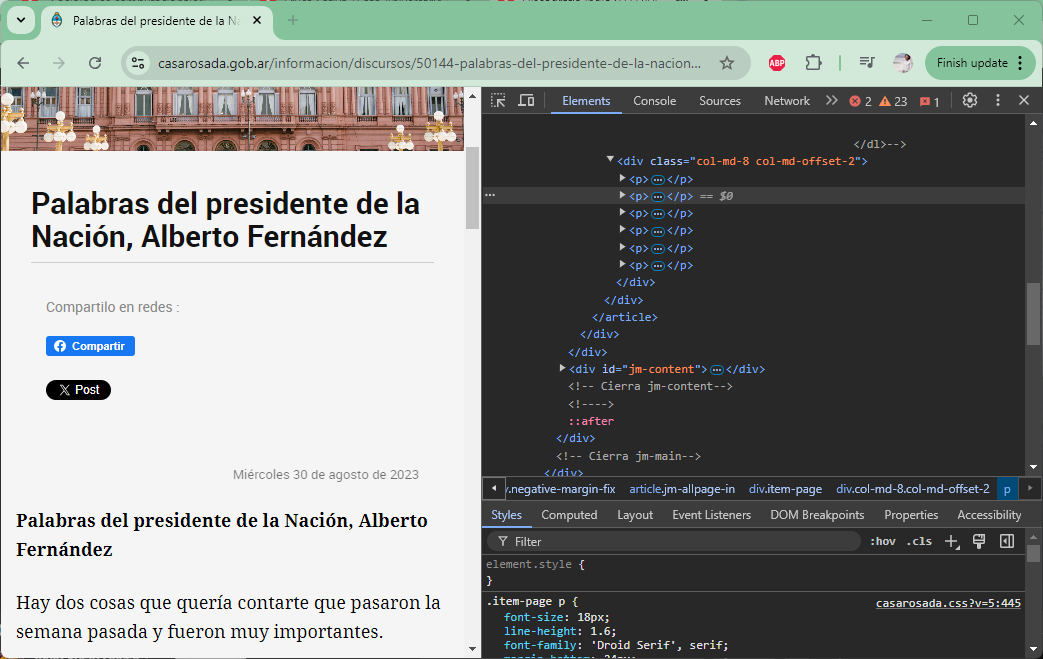 Palabras del presidente de la Na
casarosada.gob.ar/informacion/discursos/50144-palabras-del-presidente-de-la-nacion...
ABP
Finish update
Palabras del presidente de la
Nación, Alberto Fernández
Compartilo en redes :
Compartir
Post
Miércoles 30 de agosto de 2023
Palabras del presidente de la Nación, Alberto
Fernández
Hay dos cosas que quería contarte que pasaron la
semana pasada y fueron muy importantes.
Elements Console Sources Network 2 23 1
</dl>-->
<div class="col-md-8 col-md-offset-2">
<p>…</p>
<p>…</p> == $0
<p>…</p>
<p>…</p>
<p>…</p>
<p>…</p>
</div>
</div>
</article>
</div>
</div>
<div id="jm-content">…</div>
<!-- Cierra jm-content-->
<!---->
::after
</div>
<!-- Cierra jm-main-->
</div>
.negative-margin-fix article.jm-allpage-in div.item-page div.col-md-8.col-md-offset-2 p
Styles Computed Layout Event Listeners DOM Breakpoints Properties Accessibility
Filter :hov .cls
element.style {
}
.item-page p { casarosada.css?v=5:445
font-size: 18px;
line-height: 1.6;
font-family: 'Droid Serif', serif;
margin-bottom: 24px;